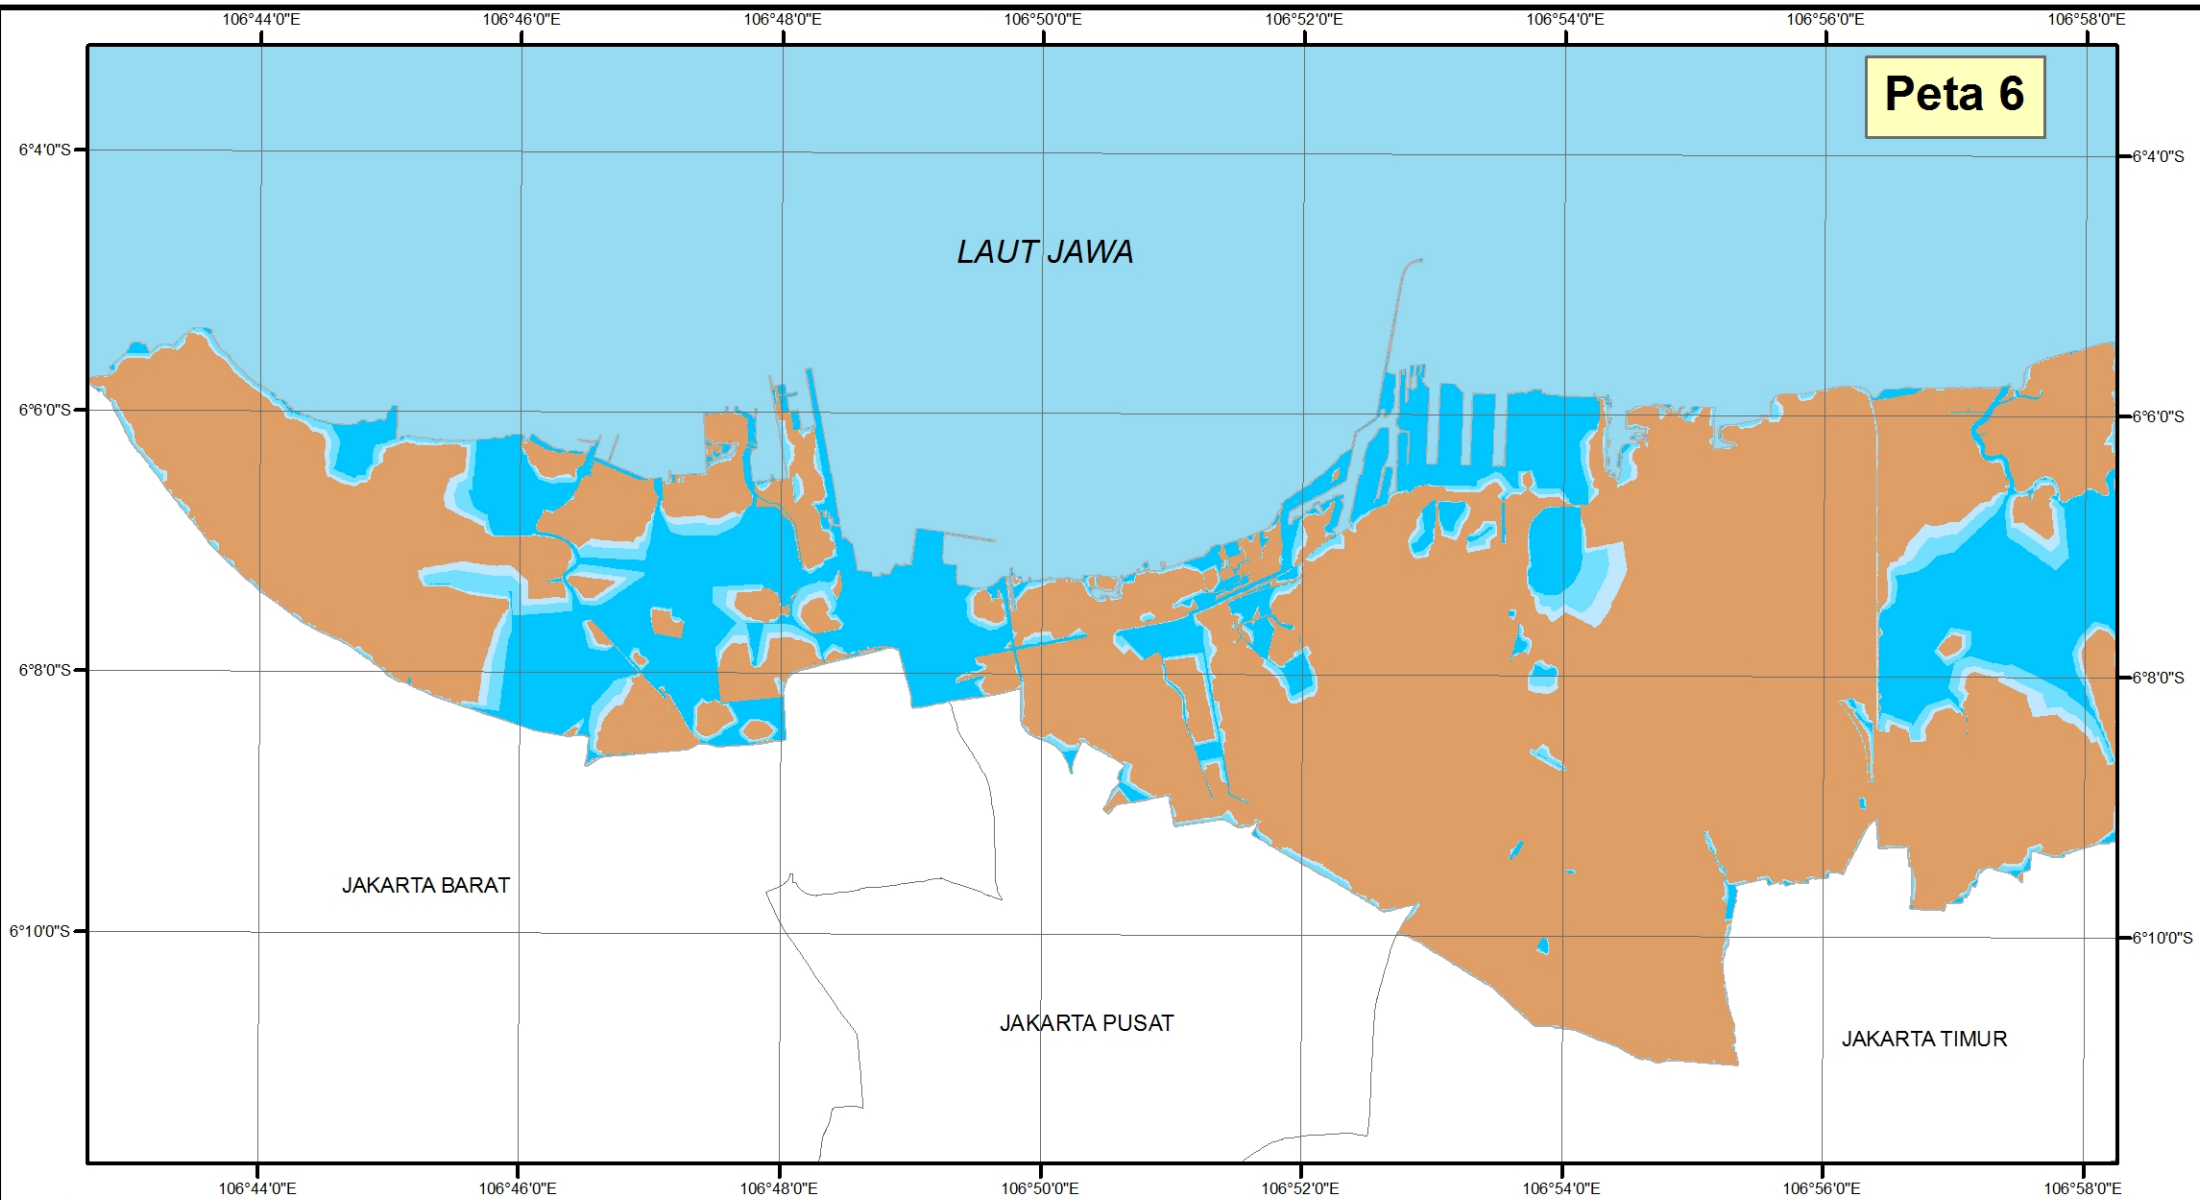 106°44'0"E 106°46'0"E 106°48'0"E 106°50'0"E 106°52'0"E 106°54'0"E 106°56'0"E 106°58'0"E
Peta 6
6°4'0"S 6°4'0"S
LAUT JAWA
6°6'0"S 6°6'0"S
6°8'0"S 6°8'0"S
JAKARTA BARAT
6°10'0"S 6°10'0"S
JAKARTA PUSAT
JAKARTA TIMUR
106°44'0"E 106°46'0"E 106°48'0"E 106°50'0"E 106°52'0"E 106°54'0"E 106°56'0"E 106°58'0"E